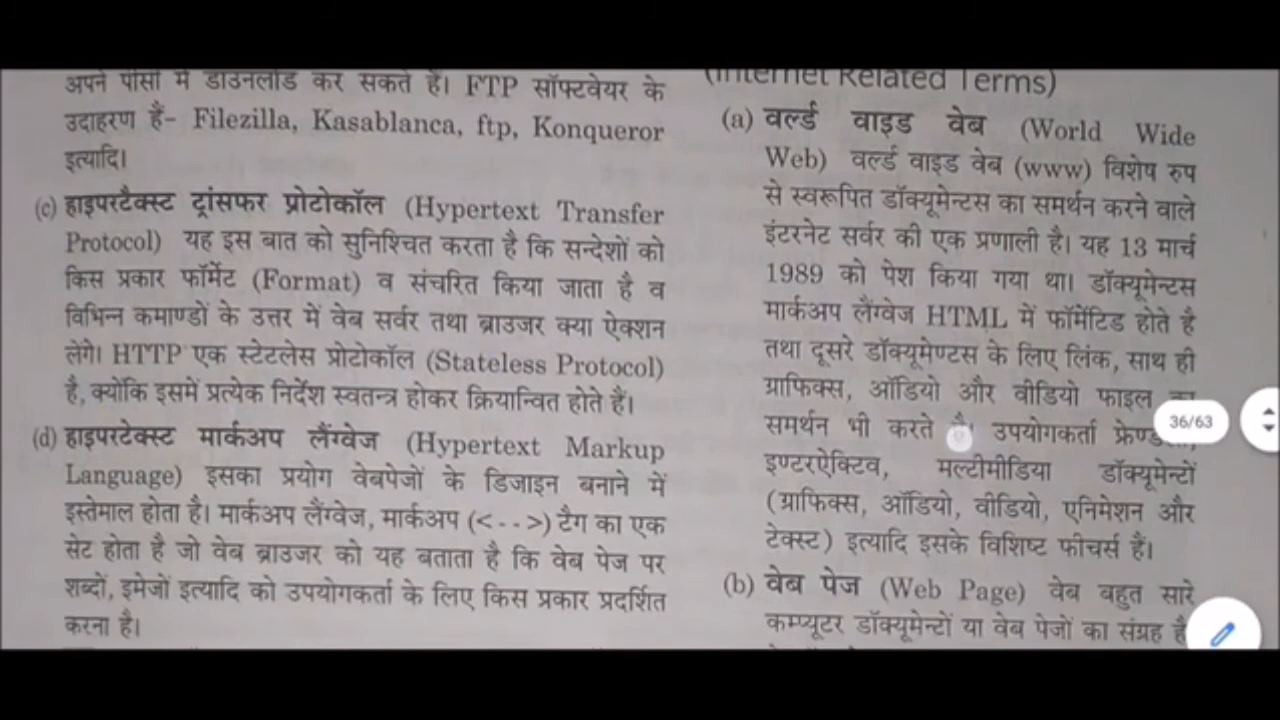 अपने पीसी में डाउनलोड कर सकते हैं। FTP सॉफ्टवेयर के
उदाहरण हैं- Filezilla, Kasablanca, ftp, Konqueror
इत्यादि।
(c) हाइपरटैक्स्ट ट्रांसफर प्रोटोकॉल (Hypertext Transfer
Protocol) यह इस बात को सुनिश्चित करता है कि सन्देशों को
किस प्रकार फॉर्मेट (Format) व संचरित किया जाता है व
विभिन्न कमाण्डों के उत्तर में वेब सर्वर तथा ब्राउजर क्या ऐक्शन
लेंगे। HTTP एक स्टेटलेस प्रोटोकॉल (Stateless Protocol)
है, क्योंकि इसमें प्रत्येक निर्देश स्वतन्त्र होकर क्रियान्वित होते हैं।
(d) हाइपरटेक्स्ट मार्कअप लैंग्वेज (Hypertext Markup
Language) इसका प्रयोग वेबपेजों के डिजाइन बनाने में
इस्तेमाल होता है। मार्कअप लैंग्वेज, मार्कअप (< - - >) टैग का एक
सेट होता है जो वेब ब्राउजर को यह बताता है कि वेब पेज पर
शब्दों, इमेजों इत्यादि को उपयोगकर्ता के लिए किस प्रकार प्रदर्शित
करना है।
(Internet Related Terms)
(a) वर्ल्ड वाइड वेब (World Wide
Web) वर्ल्ड वाइड वेब (www) विशेष रुप
से स्वरूपित डॉक्यूमेन्टस का समर्थन करने वाले
इंटरनेट सर्वर की एक प्रणाली है। यह 13 मार्च
1989 को पेश किया गया था। डॉक्यूमेन्टस
मार्कअप लैंग्वेज HTML में फॉर्मेटिड होते है
तथा दूसरे डॉक्यूमेण्टस के लिए लिंक, साथ ही
ग्राफिक्स, ऑडियो और वीडियो फाइल
समर्थन भी करते उपयोगकर्ता
इण्टरऐक्टिव, मल्टीमीडिया डॉक्यूमेन्टों
(ग्राफिक्स, ऑडियो, वीडियो, एनिमेशन और
टेक्स्ट) इत्यादि इसके विशिष्ट फीचर्स हैं।
(b) वेब पेज (Web Page) वेब बहुत सारे
कम्प्यूटर डॉक्यूमेन्टों या वेब पेजों का संग्रह है
36/63